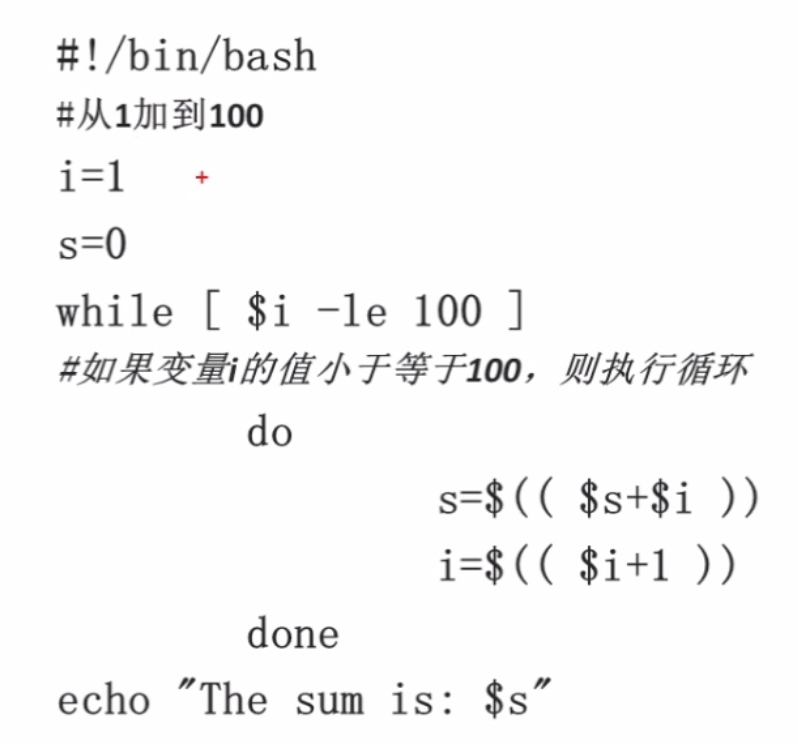 #!/bin/bash
#从1加到100
i=1
s=0
while [ $i -le 100 ]
#如果变量i的值小于等于100，则执行循环
do
s=$(( $s+$i ))
i=$(( $i+1 ))
done
echo "The sum is: $s"